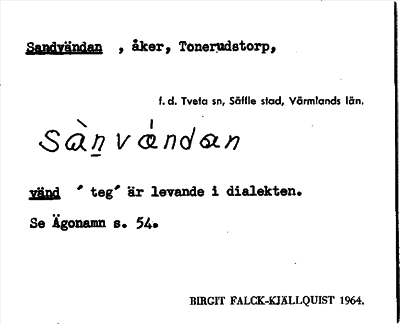 Sandvändan , åker, Tonerudstorp,
f. d. Tveta sn, Säffle stad, Värmlands län.
sàn̲vándan
vänd ′ teg′ är levande i dialekten.
Se Ägonamn s. 54.
BIRGIT FALCK-KJÄLLQUIST 1964.